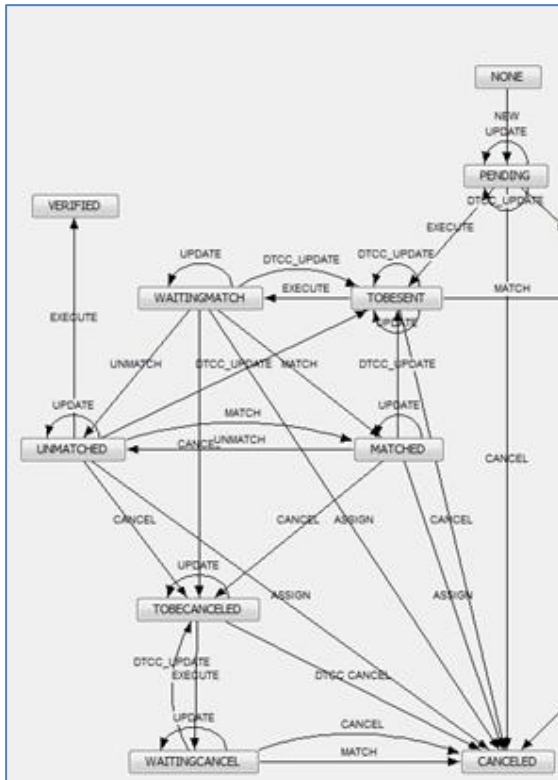 NONE
NEW
UPDATE
PENDING
DTCC_UPDATE
VERIFIED
EXECUTE
UPDATE
DTCC_UPDATE
DTCC_UPDATE
WAITINGMATCH
EXECUTE
TOBESENT
MATCH
UPDATE
EXECUTE
UNMATCH
DTCC_UPDATE
MATCH
DTCC_UPDATE
UPDATE
MATCH
UPDATE
UNMATCHED
CANCEL
UNMATCH
MATCHED
CANCEL
CANCEL
CANCEL
ASSIGN
CANCEL
UPDATE
ASSIGN
ASSIGN
TOBECANCELED
DTCC_UPDATE
EXECUTE
DTCC_CANCEL
UPDATE
CANCEL
MATCH
WAITINGCANCEL
CANCELED